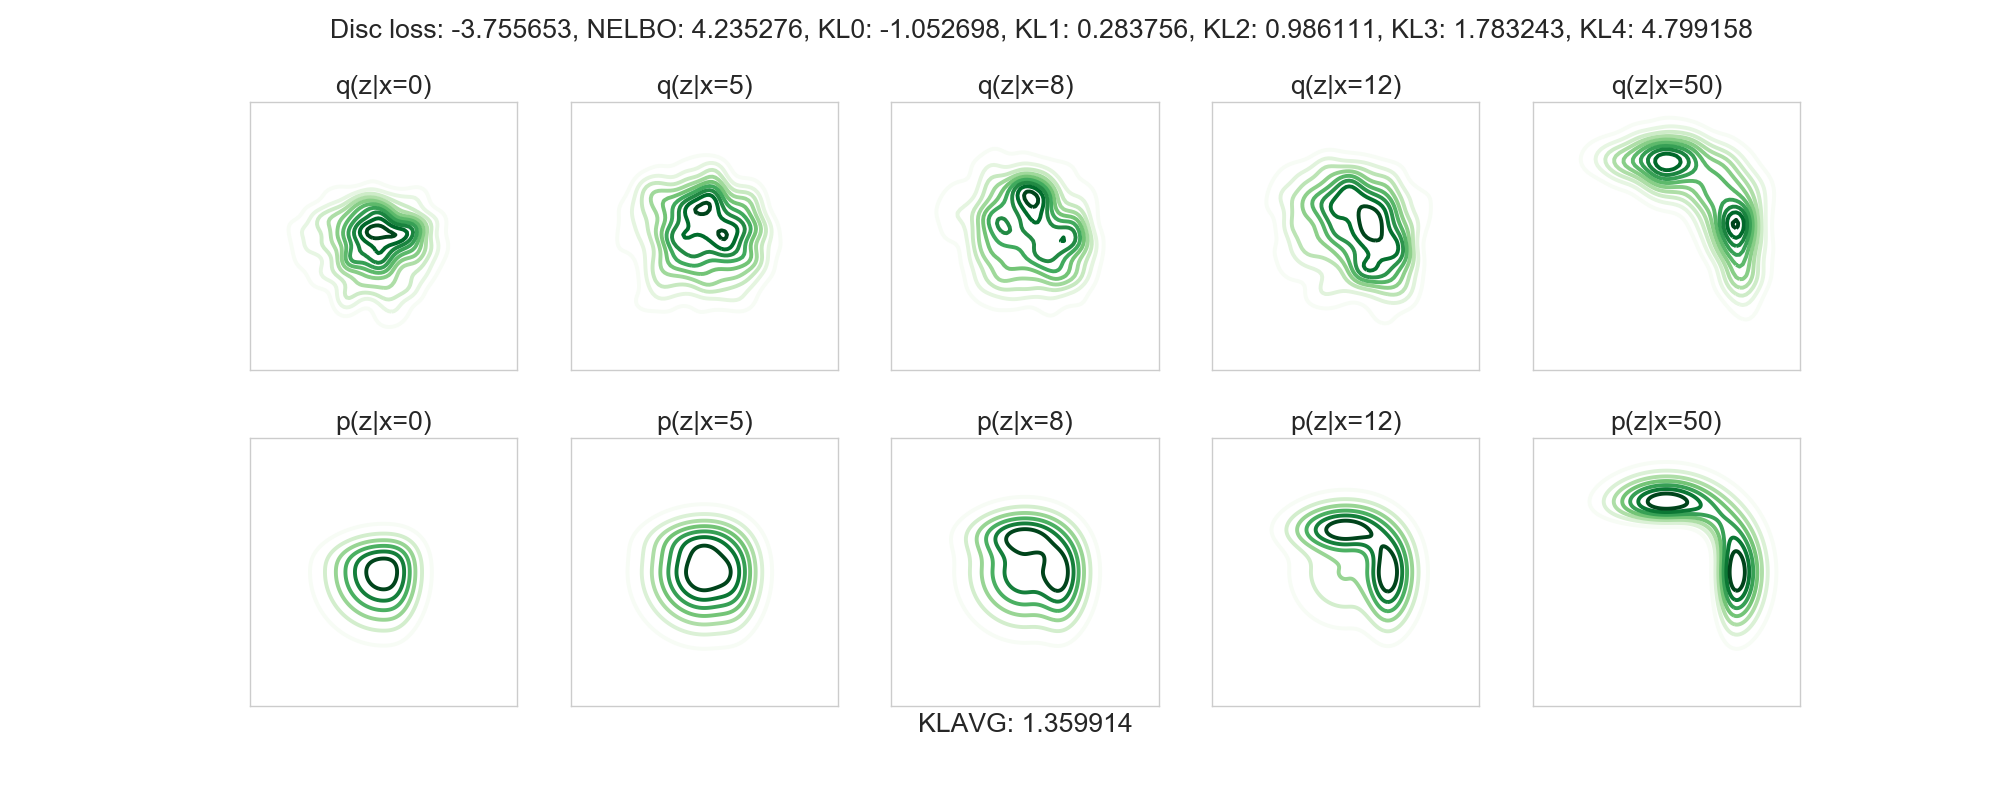 Disc loss: -3.755653, NELBO: 4.235276, KL0: -1.052698, KL1: 0.283756, KL2: 0.986111, KL3: 1.783243, KL4: 4.799158
q(z|x=0) q(z|x=5) q(z|x=8) q(z|x=12) q(z|x=50)
p(z|x=0) p(z|x=5) p(z|x=8) p(z|x=12) p(z|x=50)
KLAVG: 1.359914